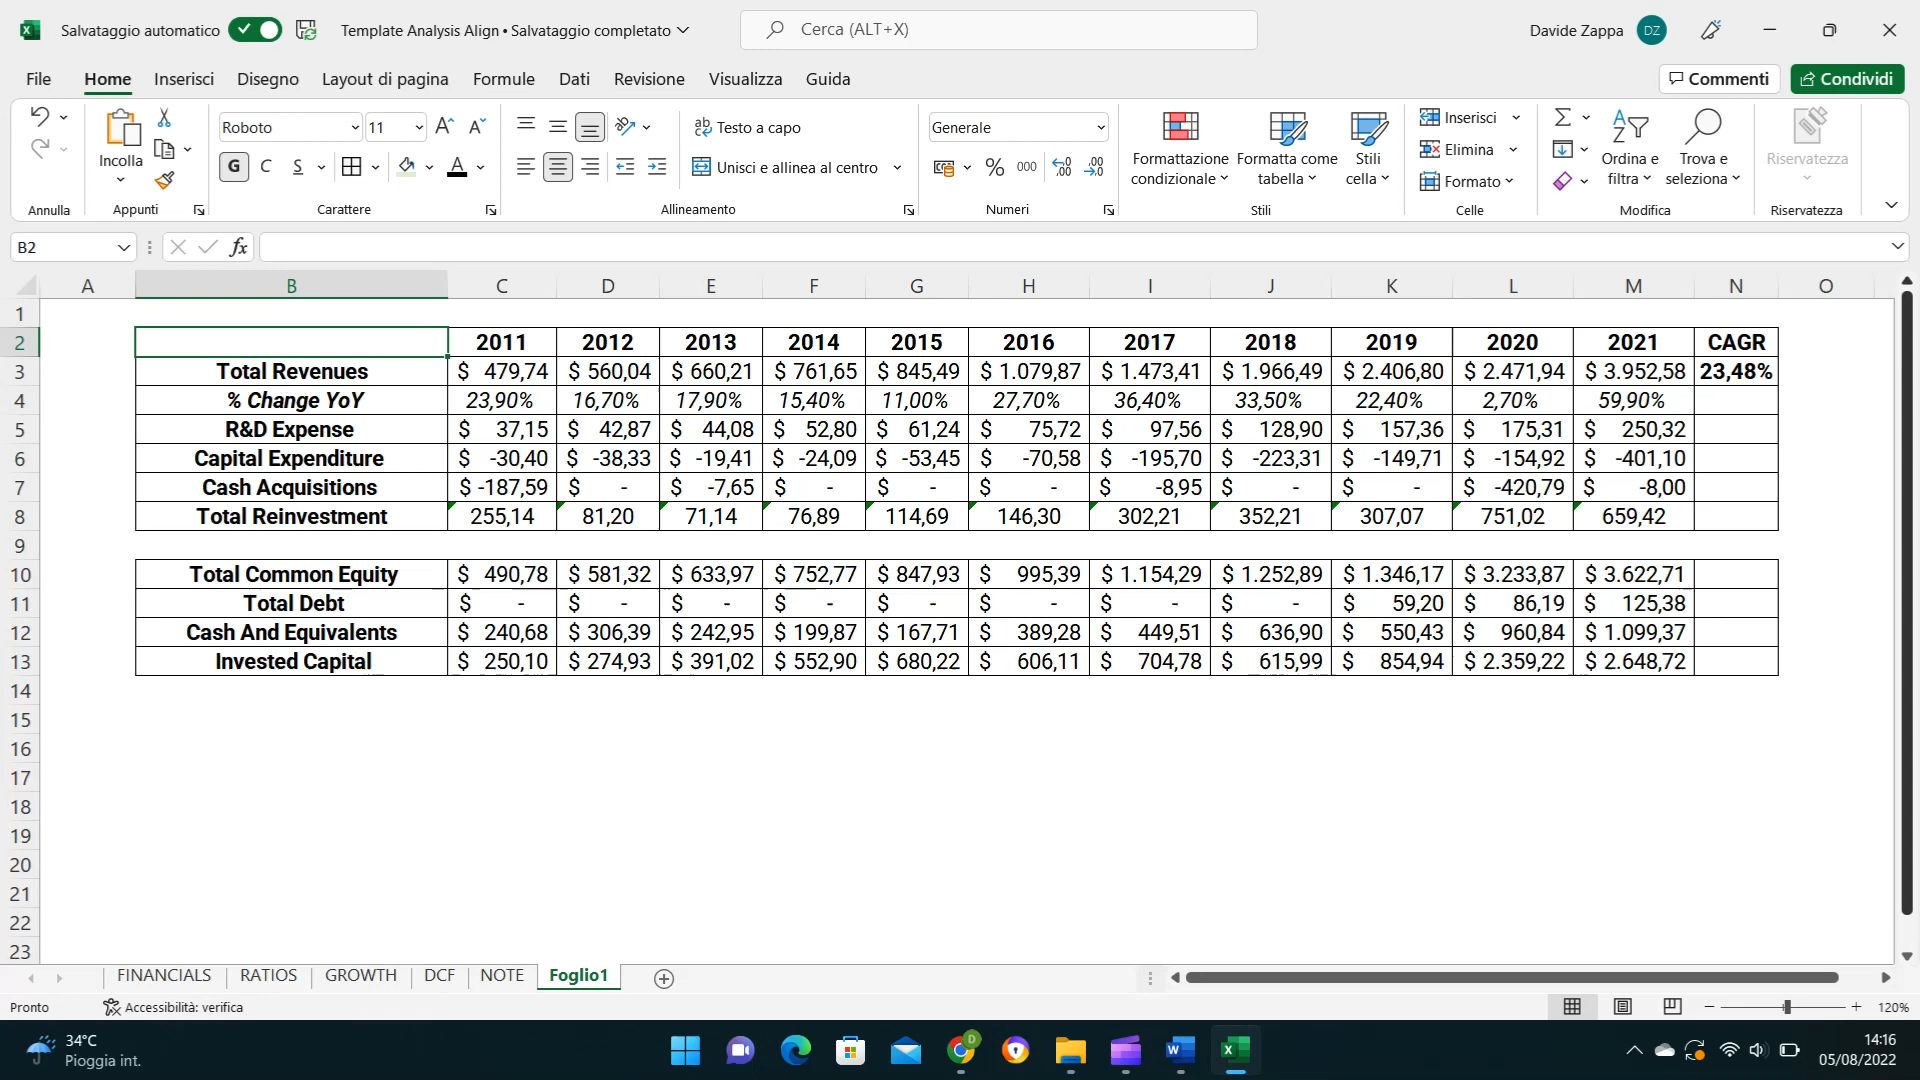 Salvataggio automatico Template Analysis Align • Salvataggio completato Cerca (ALT+X) Davide Zappa DZ
File Home Inserisci Disegno Layout di pagina Formule Dati Revisione Visualizza Guida Commenti Condividi
Incolla
Roboto 11
G C S
Testo a capo
Unisci e allinea al centro
Generale
% 000
Formattazione condizionale
Formatta come tabella
Stili cella
Inserisci
Elimina
Formato
Ordina e filtra
Trova e seleziona
Riservatezza
Annulla Appunti Carattere Allineamento Numeri Stili Celle Modifica Riservatezza
B2 fx
A B C D E F G H I J K L M N O
1
2 2011 2012 2013 2014 2015 2016 2017 2018 2019 2020 2021 CAGR
3 Total Revenues $ 479,74 $ 560,04 $ 660,21 $ 761,65 $ 845,49 $ 1.079,87 $ 1.473,41 $ 1.966,49 $ 2.406,80 $ 2.471,94 $ 3.952,58 23,48%
4 % Change YoY 23,90% 16,70% 17,90% 15,40% 11,00% 27,70% 36,40% 33,50% 22,40% 2,70% 59,90%
5 R&D Expense $ 37,15 $ 42,87 $ 44,08 $ 52,80 $ 61,24 $ 75,72 $ 97,56 $ 128,90 $ 157,36 $ 175,31 $ 250,32
6 Capital Expenditure $ -30,40 $ -38,33 $ -19,41 $ -24,09 $ -53,45 $ -70,58 $ -195,70 $ -223,31 $ -149,71 $ -154,92 $ -401,10
7 Cash Acquisitions $ -187,59 $ - $ -7,65 $ - $ - $ - $ -8,95 $ - $ - $ -420,79 $ -8,00
8 Total Reinvestment 255,14 81,20 71,14 76,89 114,69 146,30 302,21 352,21 307,07 751,02 659,42
9
10 Total Common Equity $ 490,78 $ 581,32 $ 633,97 $ 752,77 $ 847,93 $ 995,39 $ 1.154,29 $ 1.252,89 $ 1.346,17 $ 3.233,87 $ 3.622,71
11 Total Debt $ - $ - $ - $ - $ - $ - $ - $ - $ 59,20 $ 86,19 $ 125,38
12 Cash And Equivalents $ 240,68 $ 306,39 $ 242,95 $ 199,87 $ 167,71 $ 389,28 $ 449,51 $ 636,90 $ 550,43 $ 960,84 $ 1.099,37
13 Invested Capital $ 250,10 $ 274,93 $ 391,02 $ 552,90 $ 680,22 $ 606,11 $ 704,78 $ 615,99 $ 854,94 $ 2.359,22 $ 2.648,72
14
15
16
17
18
19
20
21
22
23
FINANCIALS RATIOS GROWTH DCF NOTE Foglio1
Pronto Accessibilità: verifica 120%
34°C
Pioggia int.
14:16
05/08/2022